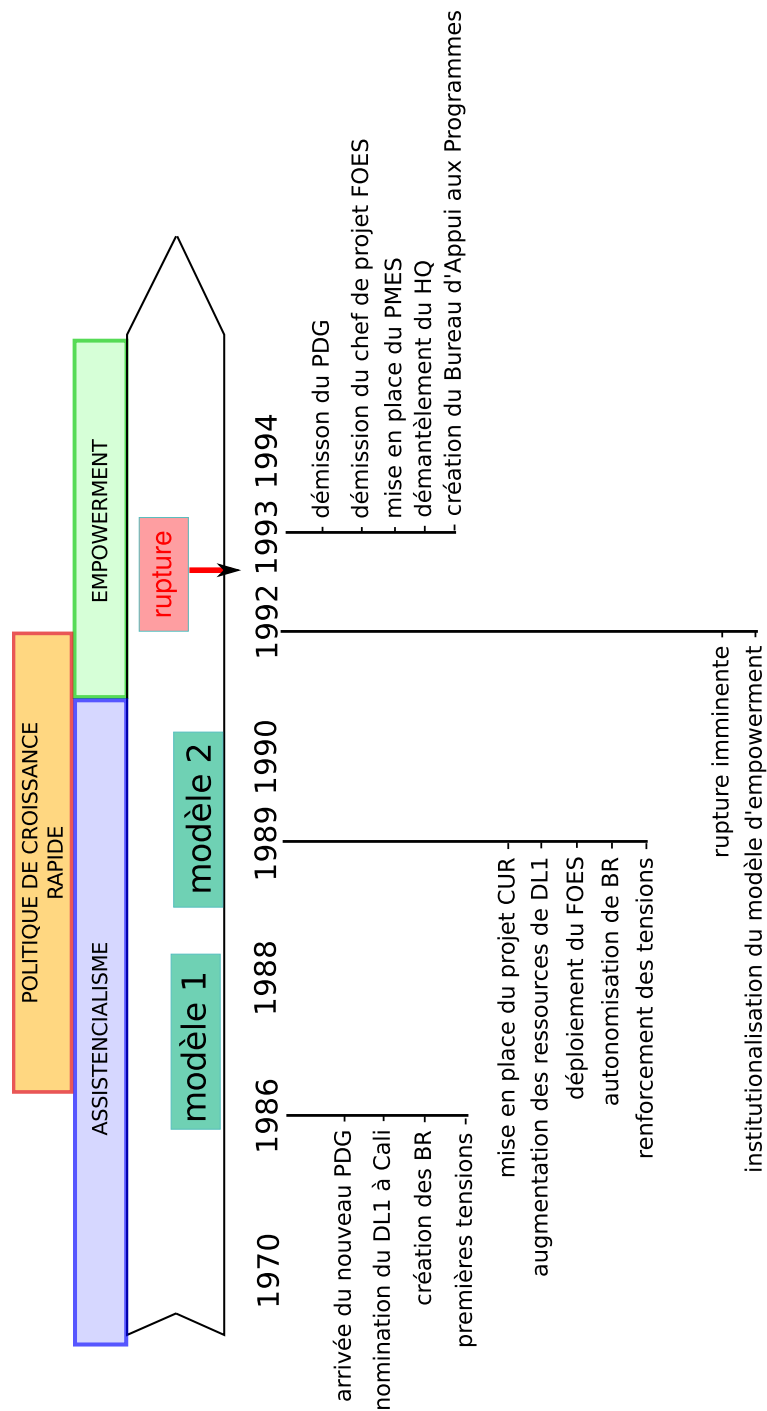 POLITIQUE DE CROISSANCE
RAPIDE
ASSISTENCIALISME
EMPOWERMENT
modèle 1
modèle 2
rupture
1970
1986
1988
1989
1990
1992
1993
1994
arrivée du nouveau PDG
nomination du DL1 à Cali
création des BR
premières tensions
mise en place du projet CUR
augmentation des ressources de DL1
déploiement du FOES
autonomisation de BR
renforcement des tensions
rupture imminente
institutionalisation du modèle d'empowerment
démisson du PDG
démission du chef de projet FOES
mise en place du PMES
démantèlement du HQ
création du Bureau d'Appui aux Programmes